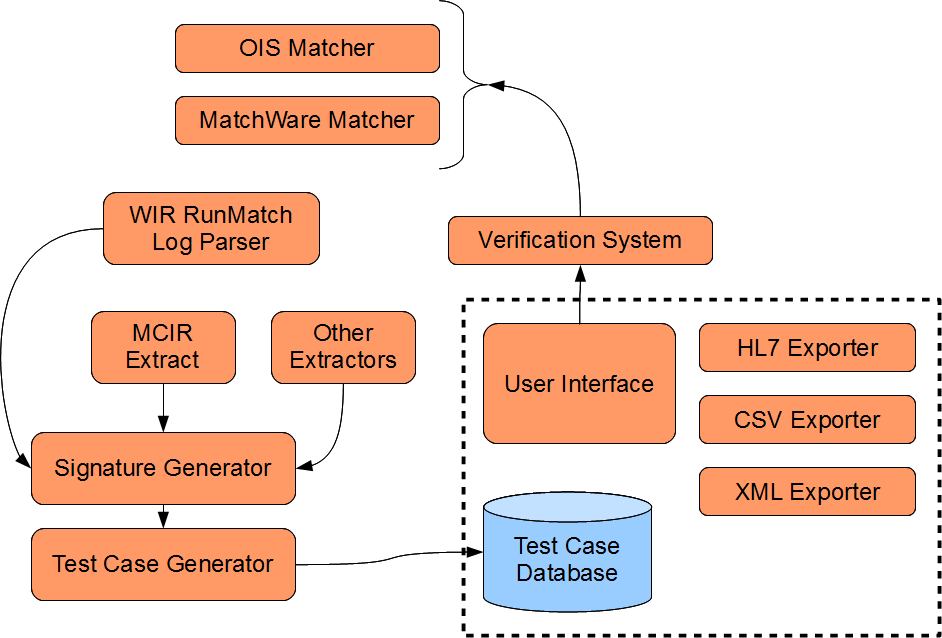 OIS Matcher
MatchWare Matcher
WIR RunMatch
Log Parser
Verification System
MCIR
Extract
Other
Extractors
User Interface
HL7 Exporter
CSV Exporter
XML Exporter
Signature Generator
Test Case Generator
Test Case
Database